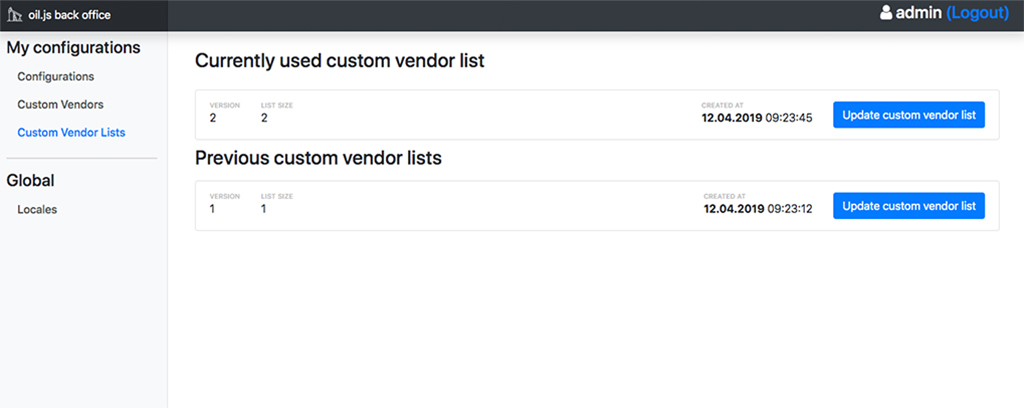 oil.js back office
admin (Logout)
My configurations
Configurations
Custom Vendors
Custom Vendor Lists
Global
Locales
Currently used custom vendor list
VERSION LIST SIZE CREATED AT
2 2 12.04.2019 09:23:45 Update custom vendor list
Previous custom vendor lists
VERSION LIST SIZE CREATED AT
1 1 12.04.2019 09:23:12 Update custom vendor list